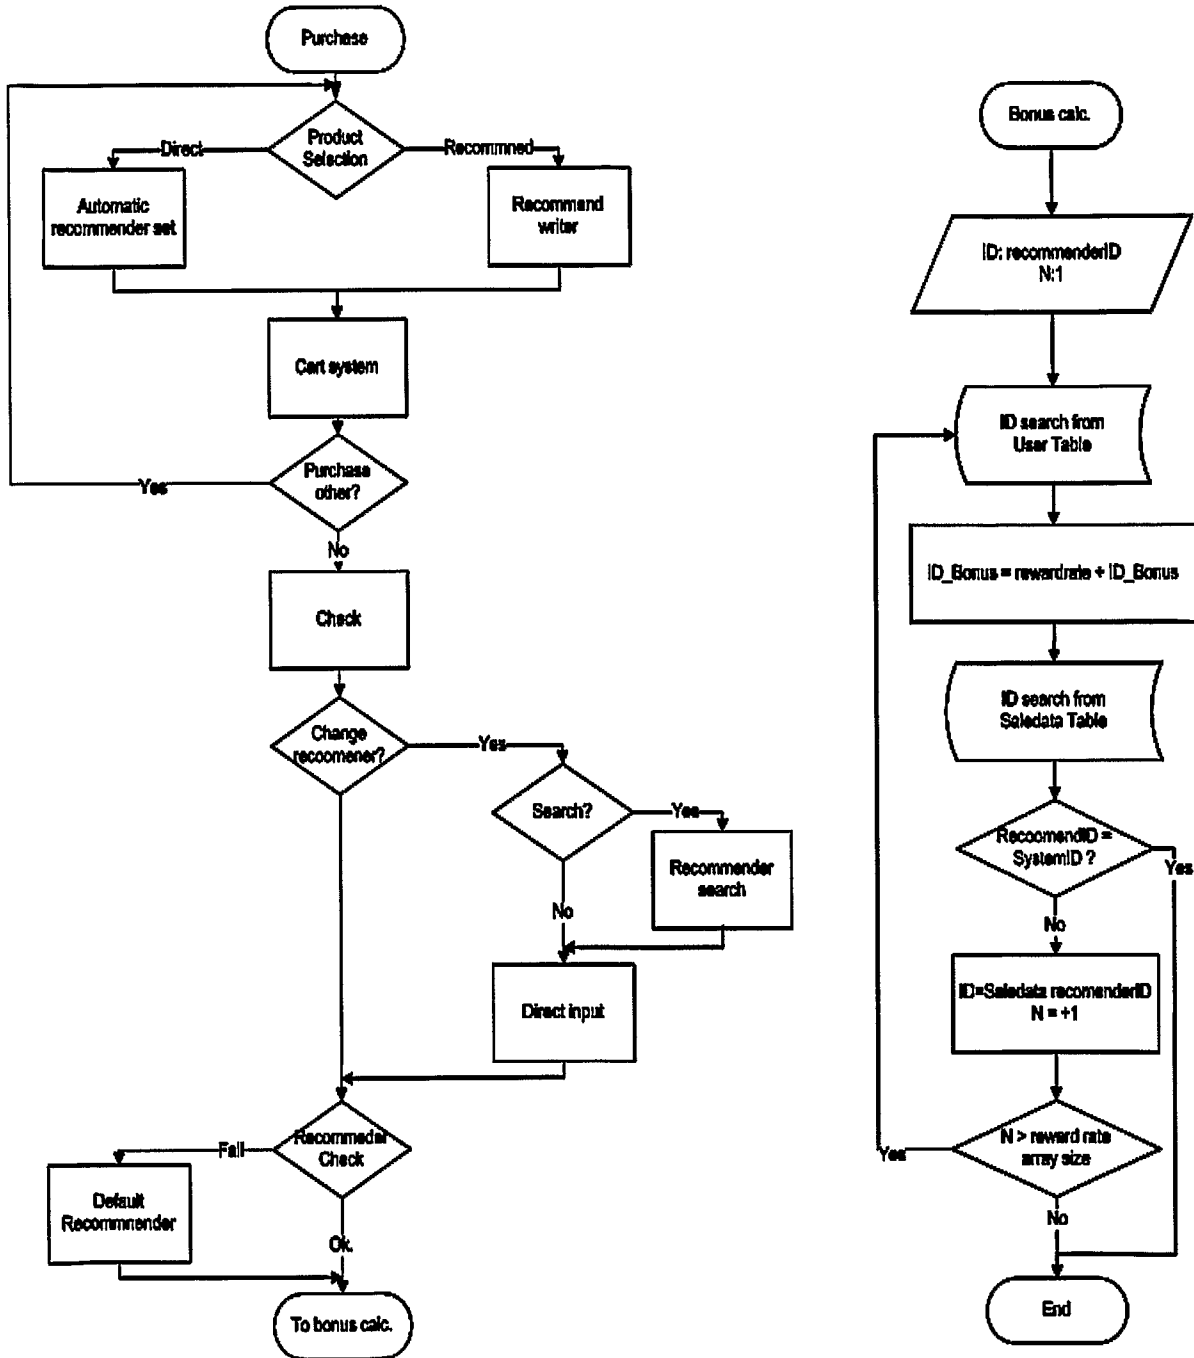 Purchase
Product
Selection
Direct
Recommned
Automatic
recommender set
Recommand
writer
Cart system
Purchase
other?
Yes
No
Check
Change
recoomener?
Yes
Search?
Yes
Recommender
search
No
Direct input
Recommeder
Check
Fail
Default
Recommnender
Ok.
To bonus calc.
Bonus calc.
ID: recommenderID
N:1
ID search from
User Table
ID_Bonus = rewardrate + ID_Bonus
ID search from
Saledata Table
RecoomendID =
SystemID ?
Yes
No
ID=Saledata recomenderID
N = +1
N > reward rate
array size
Yes
No
End